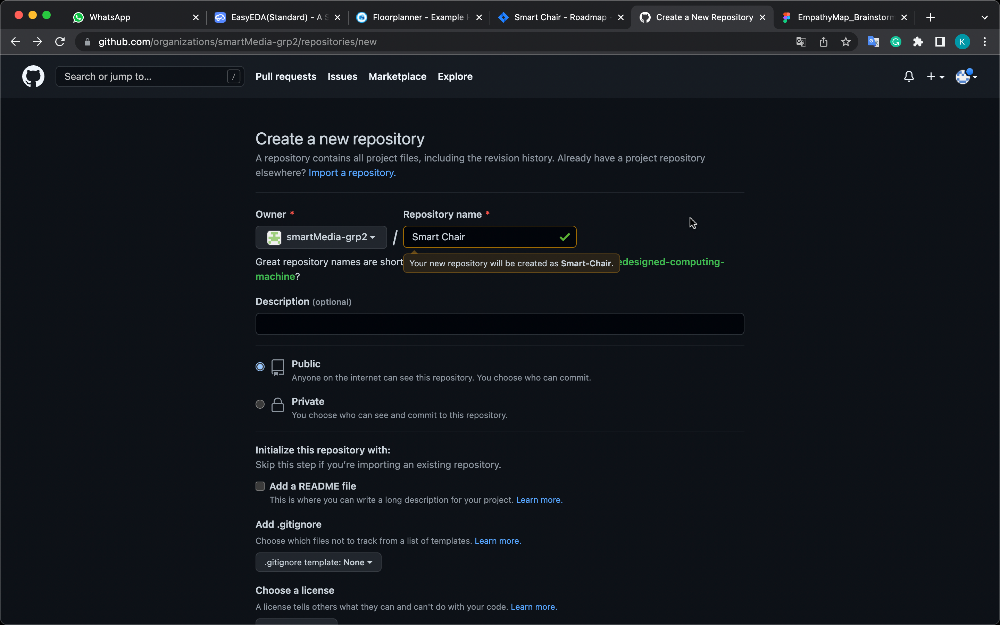 WhatsApp
EasyEDA(Standard) - A S
Floorplanner - Example H
Smart Chair - Roadmap -
Create a New Repository
EmpathyMap_Brainstorm
github.com/organizations/smartMedia-grp2/repositories/new
K
Search or jump to...
/
Pull requests
Issues
Marketplace
Explore
Create a new repository
A repository contains all project files, including the revision history. Already have a project repository
elsewhere? Import a repository.
Owner *
Repository name *
smartMedia-grp2
/
Smart Chair
Great repository names are short
Your new repository will be created as Smart-Chair.
edesigned-computing-
machine?
Description (optional)
Public
Anyone on the internet can see this repository. You choose who can commit.
Private
You choose who can see and commit to this repository.
Initialize this repository with:
Skip this step if you’re importing an existing repository.
Add a README file
This is where you can write a long description for your project. Learn more.
Add .gitignore
Choose which files not to track from a list of templates. Learn more.
.gitignore template: None
Choose a license
A license tells others what they can and can't do with your code. Learn more.